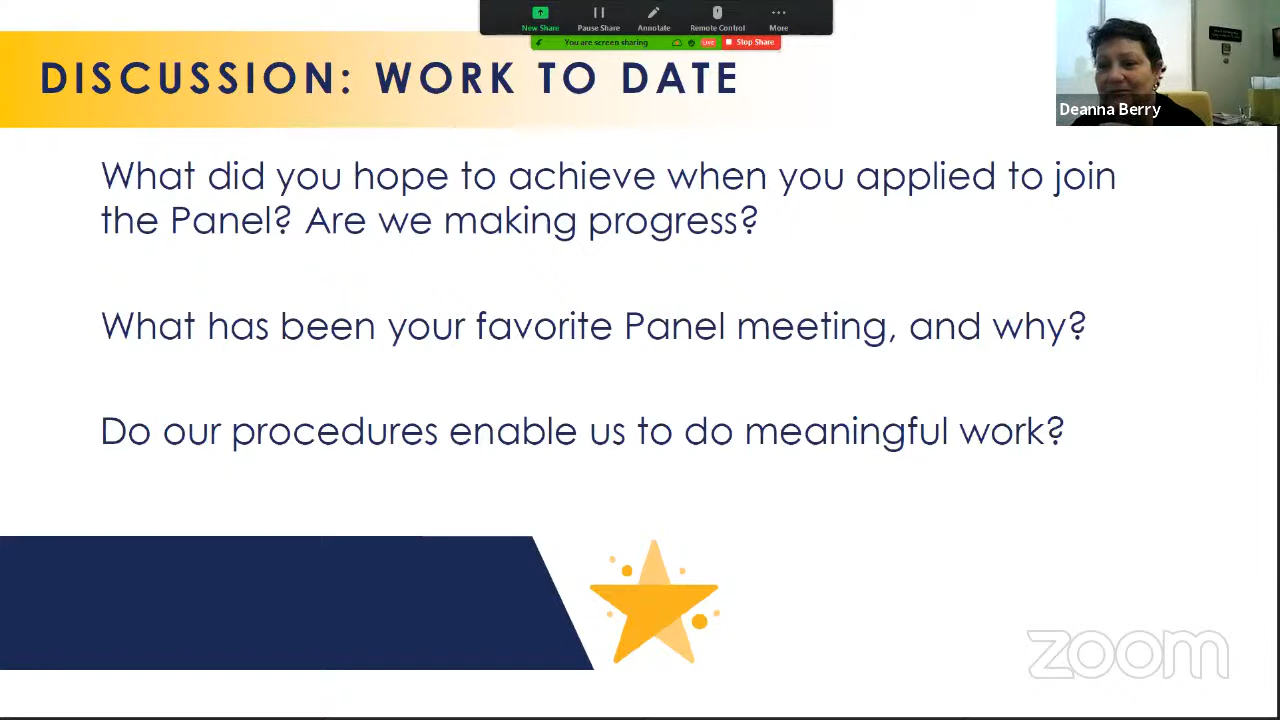 New Share
Pause Share
Annotate
Remote Control
More
You are screen sharing
LIVE
Stop Share
DISCUSSION: WORK TO DATE
Deanna Berry
What did you hope to achieve when you applied to join
the Panel? Are we making progress?
What has been your favorite Panel meeting, and why?
Do our procedures enable us to do meaningful work?
zoom